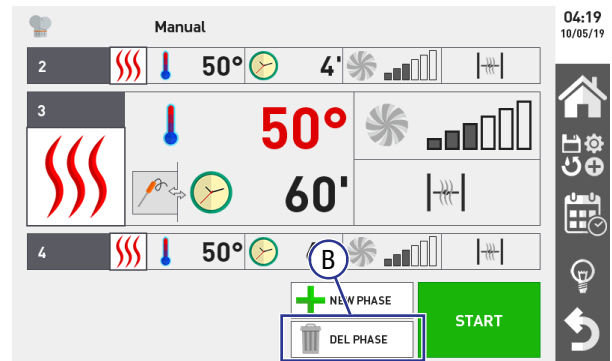 Manual
04:19
10/05/19
2 50° 4'
3
50°
60'
4 50°
B
NEW PHASE
DEL PHASE
START